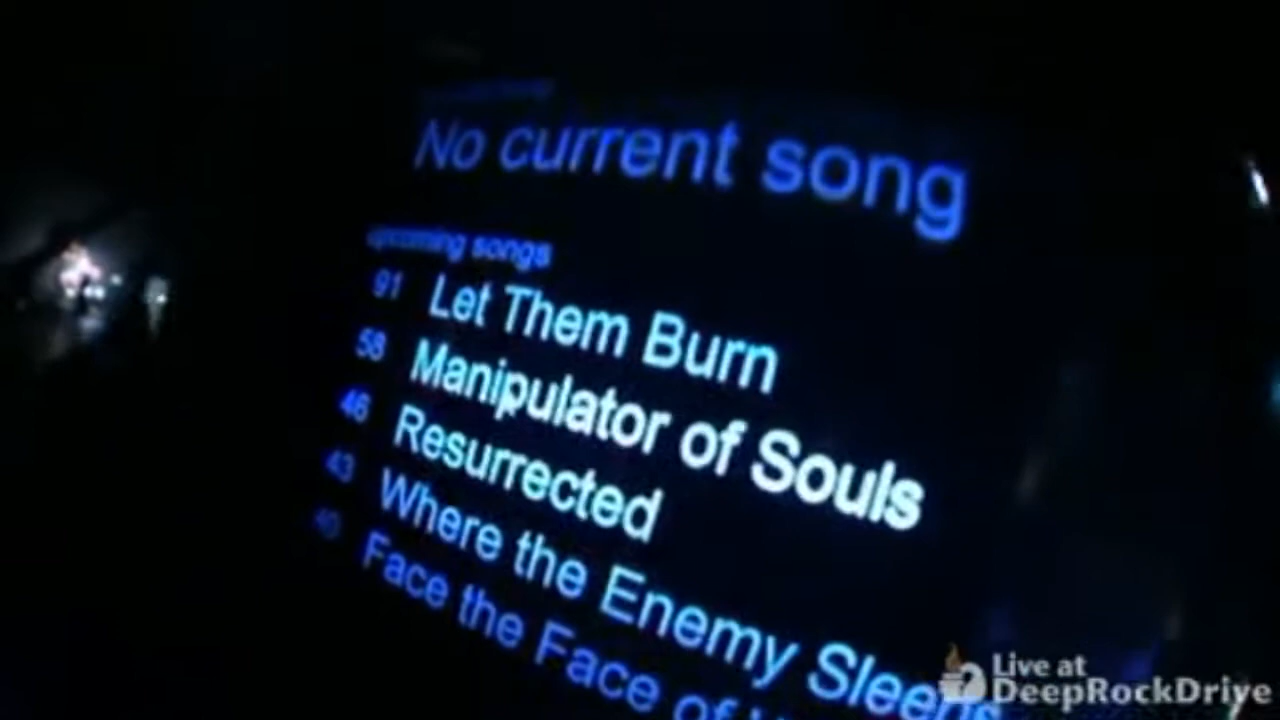 No current song
upcoming songs
91 Let Them Burn
58 Manipulator of Souls
46 Resurrected
43 Where the Enemy Sleeps
40 Face the Face of
Live at
DeepRockDrive